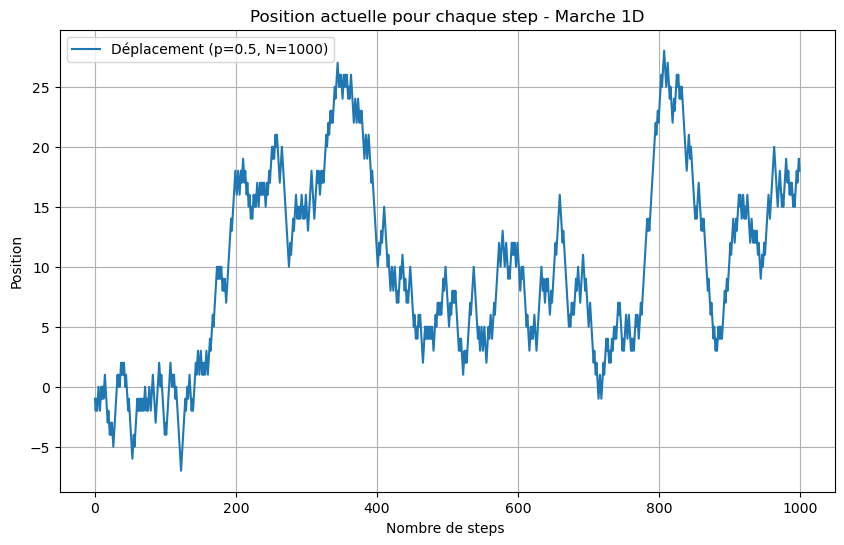 Position actuelle pour chaque step - Marche 1D
Déplacement (p=0.5, N=1000)
25
20
15
10
5
0
−5
Position
0 200 400 600 800 1000
Nombre de steps